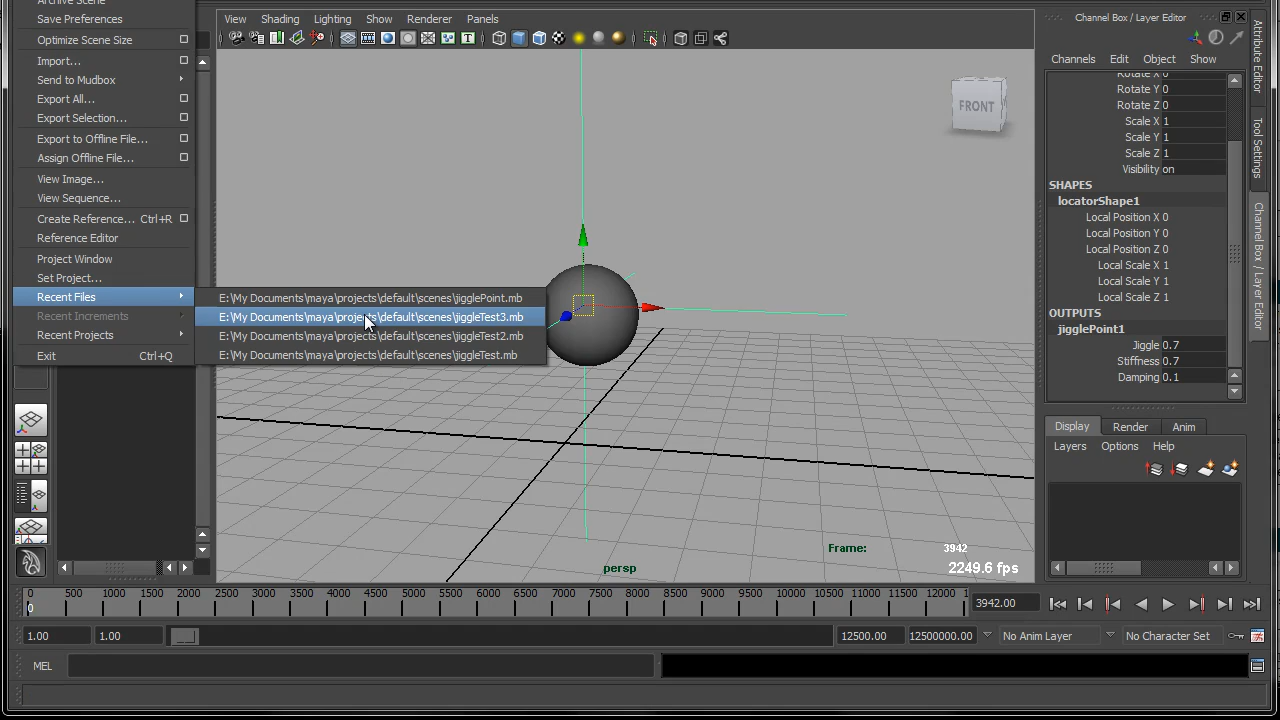 Archive Scene
Save Preferences
Optimize Scene Size
Import...
Send to Mudbox
Export All...
Export Selection...
Export to Offline File...
Assign Offline File...
View Image...
View Sequence...
Create Reference... Ctrl+R
Reference Editor
Project Window
Set Project...
Recent Files
Recent Increments
Recent Projects
Exit Ctrl+Q
E:\My Documents\maya\projects\default\scenes\jigglePoint.mb
E:\My Documents\maya\projects\default\scenes\jiggleTest3.mb
E:\My Documents\maya\projects\default\scenes\jiggleTest2.mb
E:\My Documents\maya\projects\default\scenes\jiggleTest.mb
View Shading Lighting Show Renderer Panels
T
FRONT
Frame: 3942
2249.6 fps
persp
Channel Box / Layer Editor
Channels Edit Object Show
Rotate X 0
Rotate Y 0
Rotate Z 0
Scale X 1
Scale Y 1
Scale Z 1
Visibility on
SHAPES
locatorShape1
Local Position X 0
Local Position Y 0
Local Position Z 0
Local Scale X 1
Local Scale Y 1
Local Scale Z 1
OUTPUTS
jigglePoint1
Jiggle 0.7
Stiffness 0.7
Damping 0.1
Display Render Anim
Layers Options Help
Attribute Editor
Tool Settings
Channel Box / Layer Editor
0 500 1000 1500 2000 2500 3000 3500 4000 4500 5000 5500 6000 6500 7000 7500 8000 8500 9000 9500 10000 10500 11000 11500 12000 1
0
3942.00
1.00 1.00 12500.00 12500000.00 No Anim Layer No Character Set
MEL